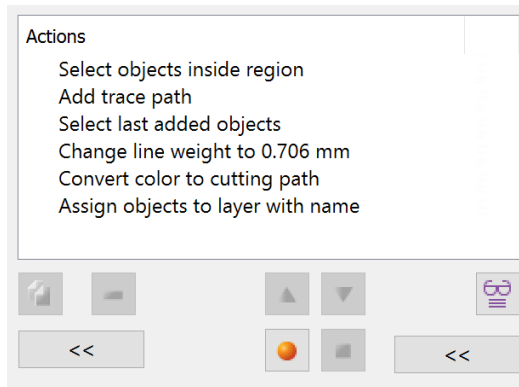 Actions
Select objects inside region
Add trace path
Select last added objects
Change line weight to 0.706 mm
Convert color to cutting path
Assign objects to layer with name
<<
<<